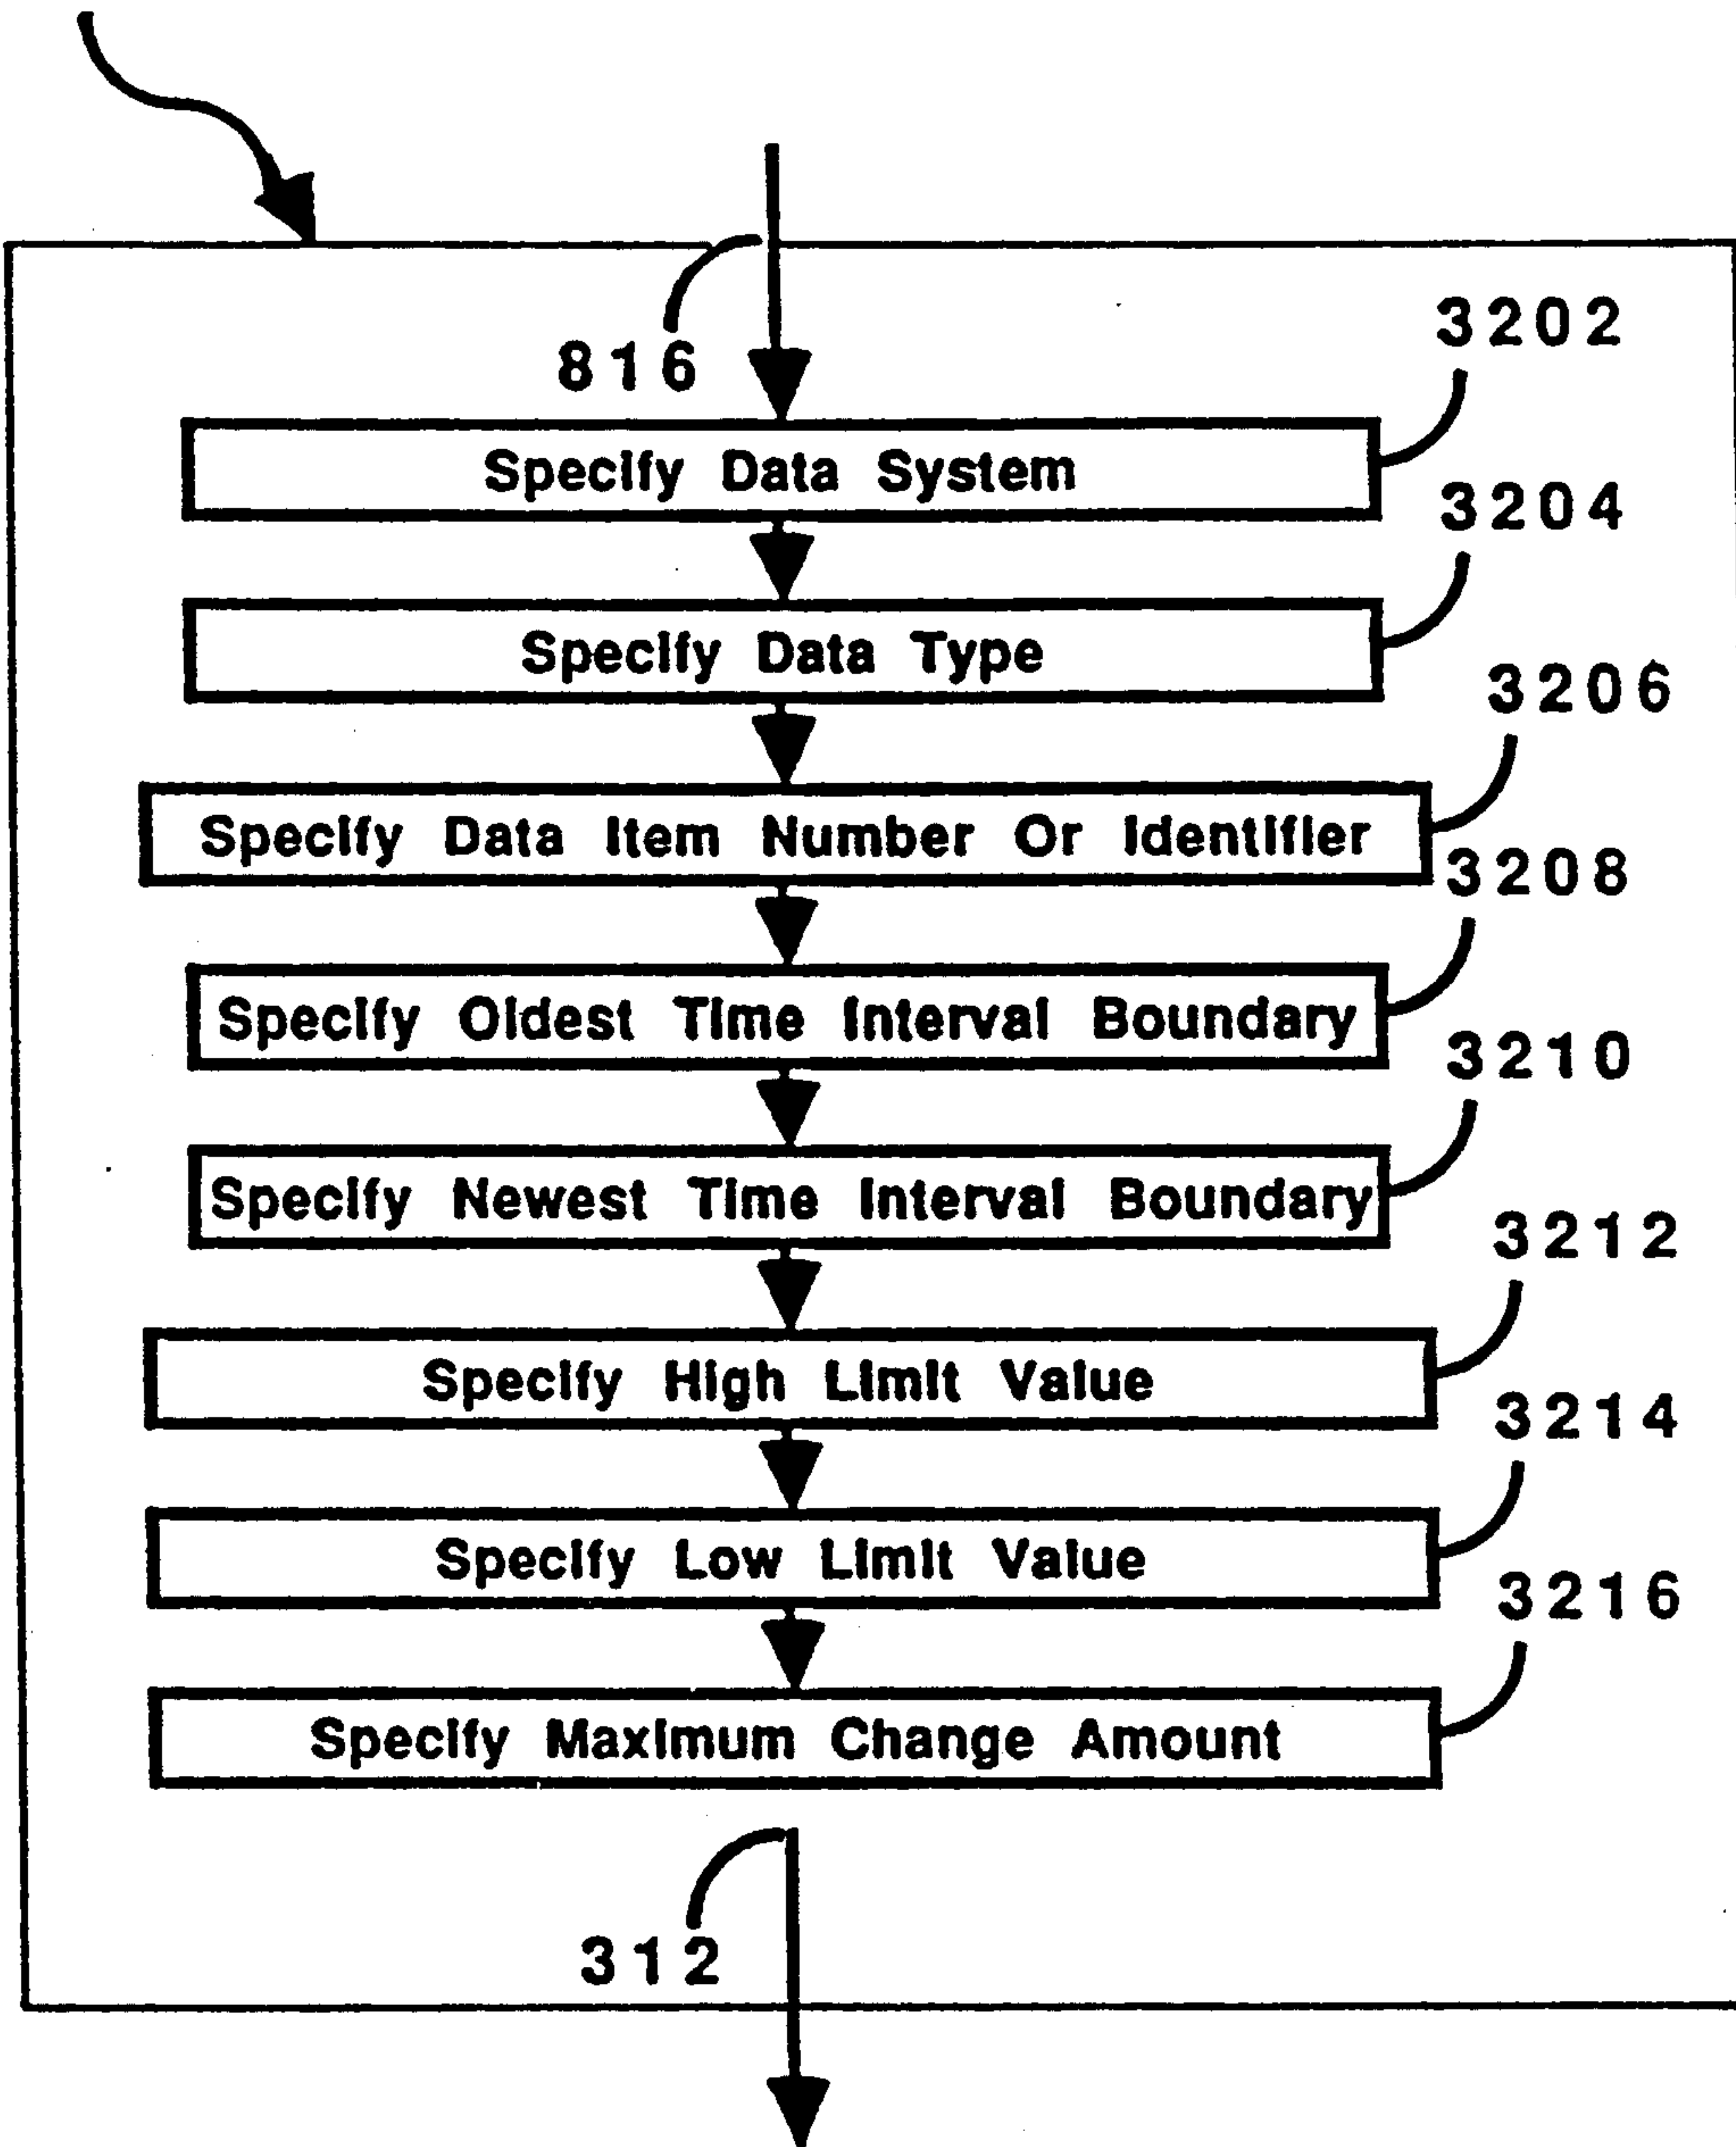 816
3202
Specify Data System
3204
Specify Data Type
3206
Specify Data Item Number Or Identifier
3208
Specify Oldest Time Interval Boundary
3210
Specify Newest Time Interval Boundary
3212
Specify High Limit Value
3214
Specify Low Limit Value
3216
Specify Maximum Change Amount
312